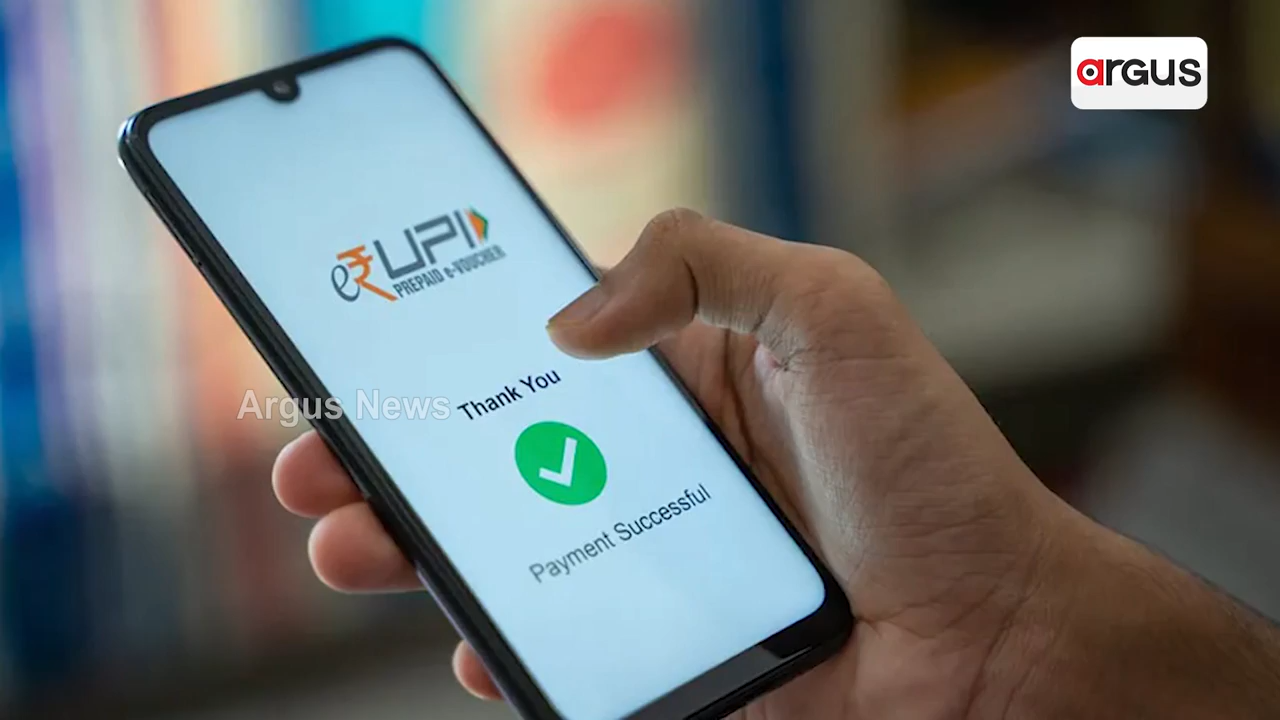 argus
e₹UPI
PREPAID e-VOUCHER
Thank You
Argus News
Payment Successful